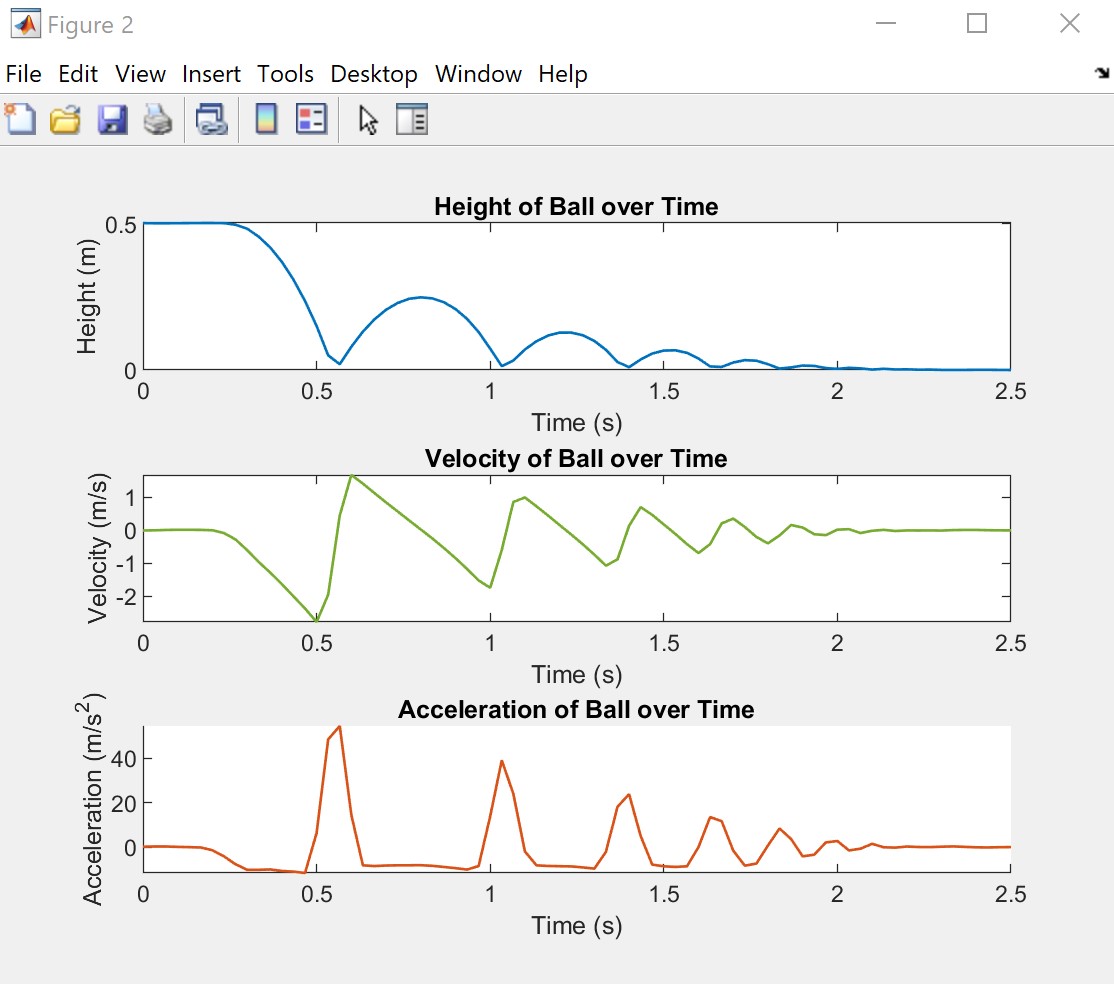 Figure 2
File Edit View Insert Tools Desktop Window Help
Height of Ball over Time
Height (m)
0.5
0
0 0.5 1 1.5 2 2.5
Time (s)
Velocity of Ball over Time
Velocity (m/s)
1
0
-1
-2
0 0.5 1 1.5 2 2.5
Time (s)
Acceleration of Ball over Time
Acceleration (m/s²)
40
20
0
0 0.5 1 1.5 2 2.5
Time (s)